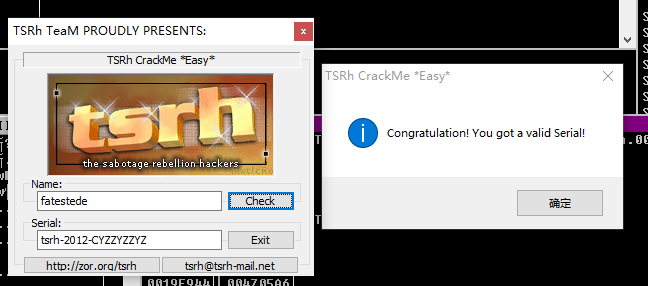 TSRh TeaM PROUDLY PRESENTS:
TSRh CrackMe *Easy*
tsrh
the sabotage rebellion hackers
Name:
fatestede
Check
Serial:
tsrh-2012-CYZZYZZYZ
Exit
http://zor.org/tsrh
tsrh@tsrh-mail.net
TSRh CrackMe *Easy*
Congratulation! You got a valid Serial!
确定
0019F944
004705A6